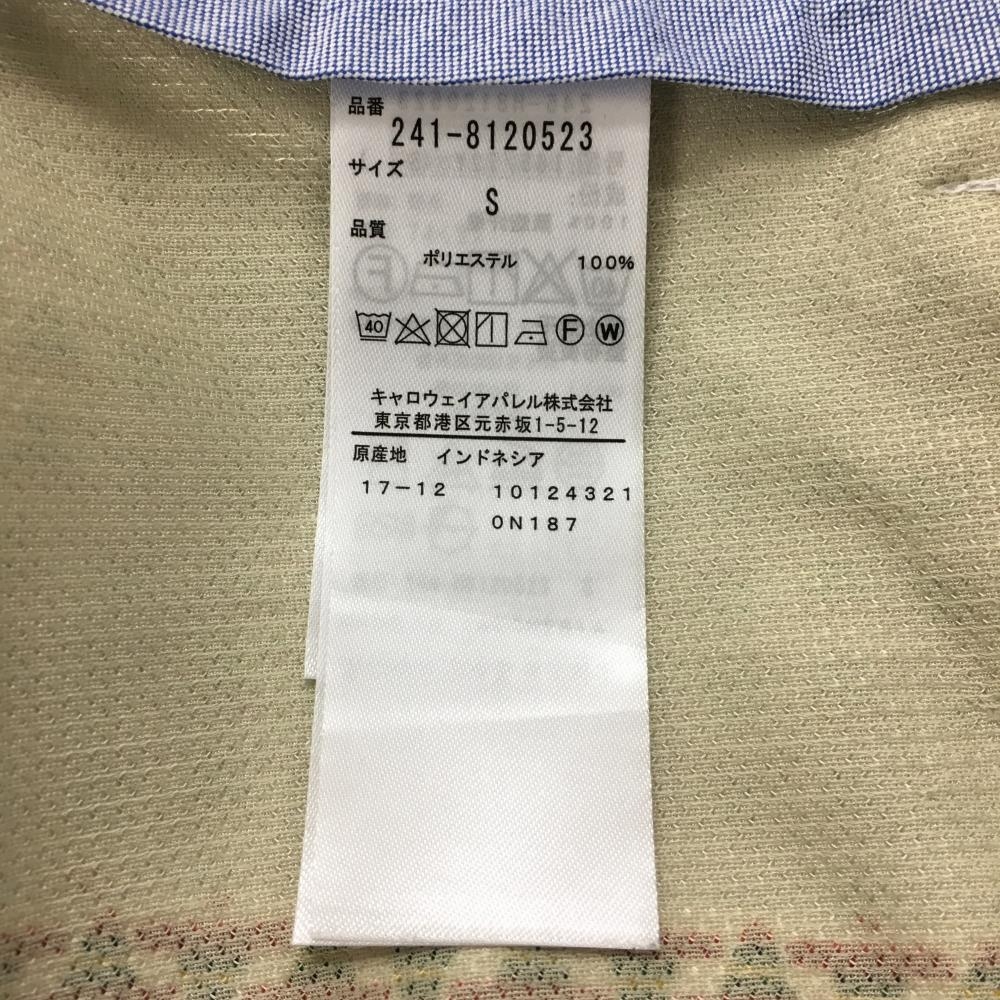 品番
241-8120523
サイズ
S
品質
ポリエステル 100%
40 F W
キャロウェイアパレル株式会社
東京都港区元赤坂1-5-12
原産地 インドネシア
17-12 10124321
0N187